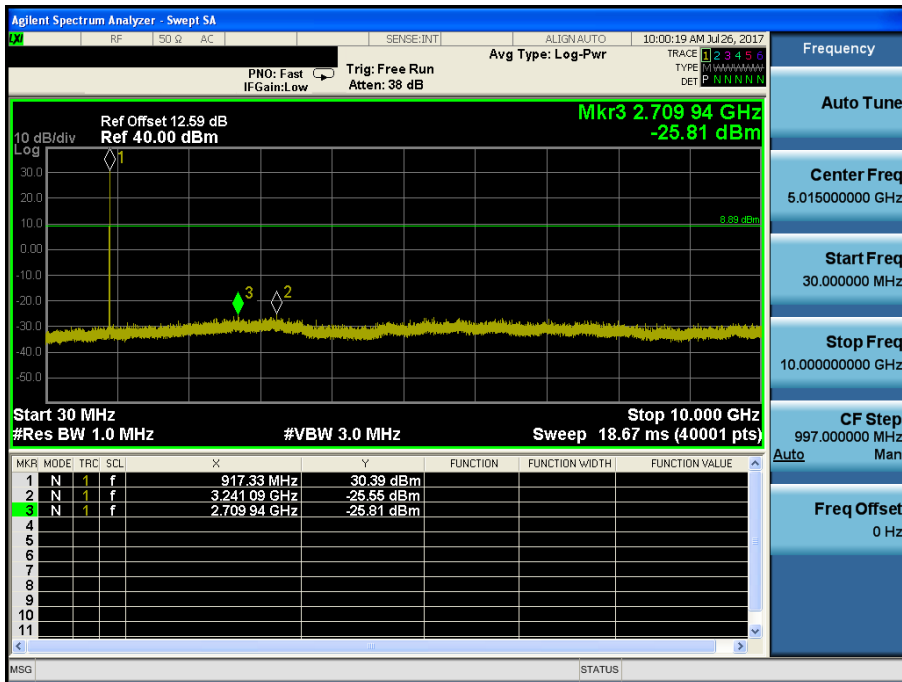 Agilent Spectrum Analyzer - Swept SA
LXI RF 50 Ω AC SENSE:INT ALIGN AUTO 10:00:19 AM Jul 26, 2017
Frequency
Avg Type: Log-Pwr
TRACE 1 2 3 4 5 6
PNO: Fast
Trig: Free Run
TYPE M WWWWW
IFGain:Low
Atten: 38 dB
DET P N N N N N
Auto Tune
Mkr3 2.709 94 GHz
-25.81 dBm
Ref Offset 12.59 dB
10 dB/div
Ref 40.00 dBm
Log
30.0
20.0
10.0
0.00
-10.0
-20.0
-30.0
-40.0
-50.0
1
8.89 dBm
3
2
Start 30 MHz
Stop 10.000 GHz
#Res BW 1.0 MHz
#VBW 3.0 MHz
Sweep 18.67 ms (40001 pts)
Center Freq
5.015000000 GHz
Start Freq
30.000000 MHz
Stop Freq
10.000000000 GHz
CF Step
997.000000 MHz
Auto Man
Freq Offset
0 Hz
MKR MODE TRC SCL X Y FUNCTION FUNCTION WIDTH FUNCTION VALUE
1 N 1 f 917.33 MHz 30.39 dBm
2 N 1 f 3.241 09 GHz -25.55 dBm
3 N 1 f 2.709 94 GHz -25.81 dBm
4
5
6
7
8
9
10
11
MSG
STATUS